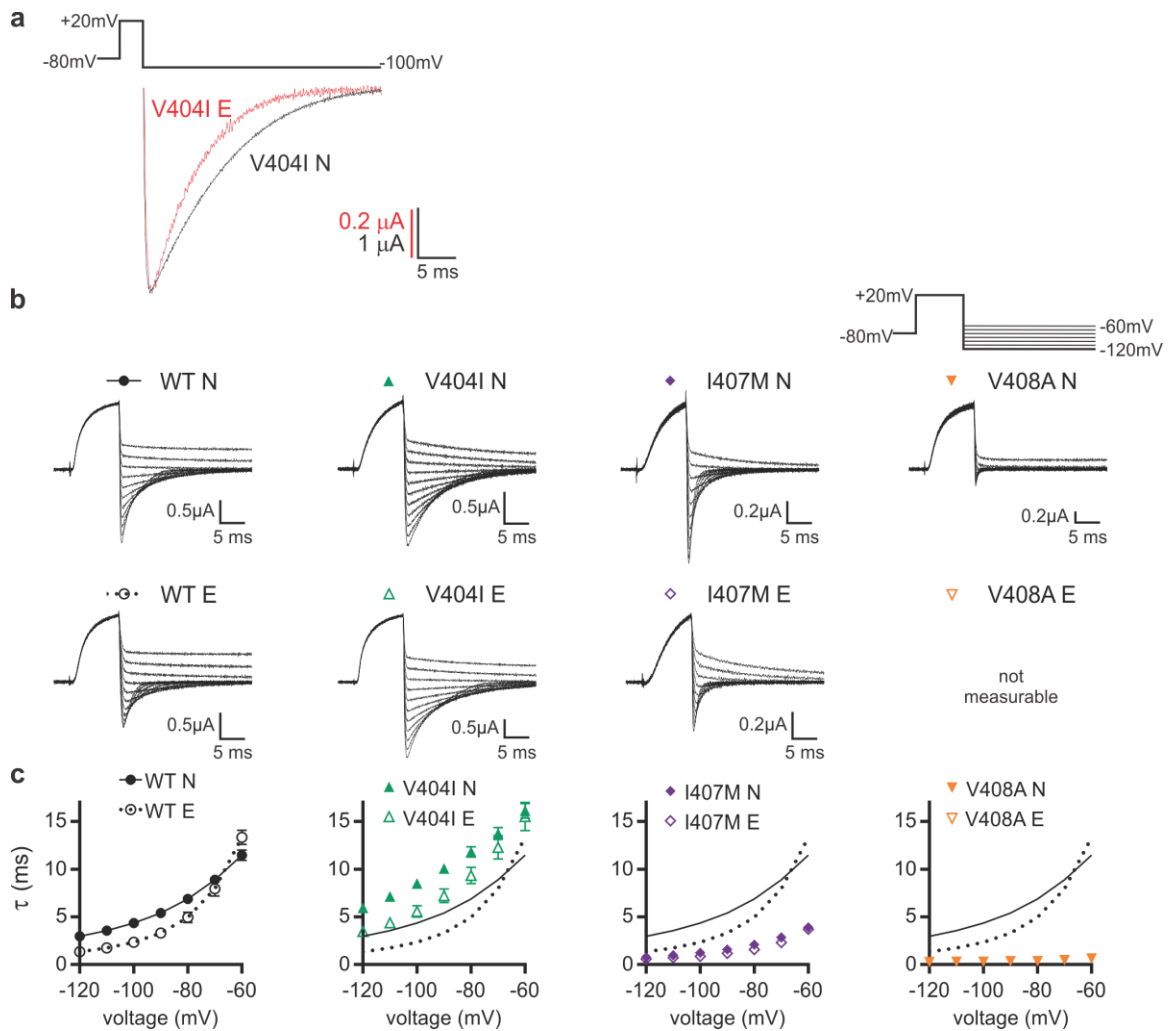 a
+20mV
-80mV
-100mV
V404I E
V404I N
0.2 µA
1 µA
5 ms
b
+20mV
-80mV
-60mV
-120mV
WT N
V404I N
I407M N
V408A N
0.5µA
5 ms
0.5µA
5 ms
0.2µA
5 ms
0.2µA
5 ms
WT E
V404I E
I407M E
V408A E
not
measurable
0.5µA
5 ms
0.5µA
5 ms
0.2µA
5 ms
c
WT N
WT E
V404I N
V404I E
I407M N
I407M E
V408A N
V408A E
τ (ms)
15
10
5
0
-120 -100 -80 -60
voltage (mV)
15
10
5
0
-120 -100 -80 -60
voltage (mV)
15
10
5
0
-120 -100 -80 -60
voltage (mV)
15
10
5
0
-120 -100 -80 -60
voltage (mV)